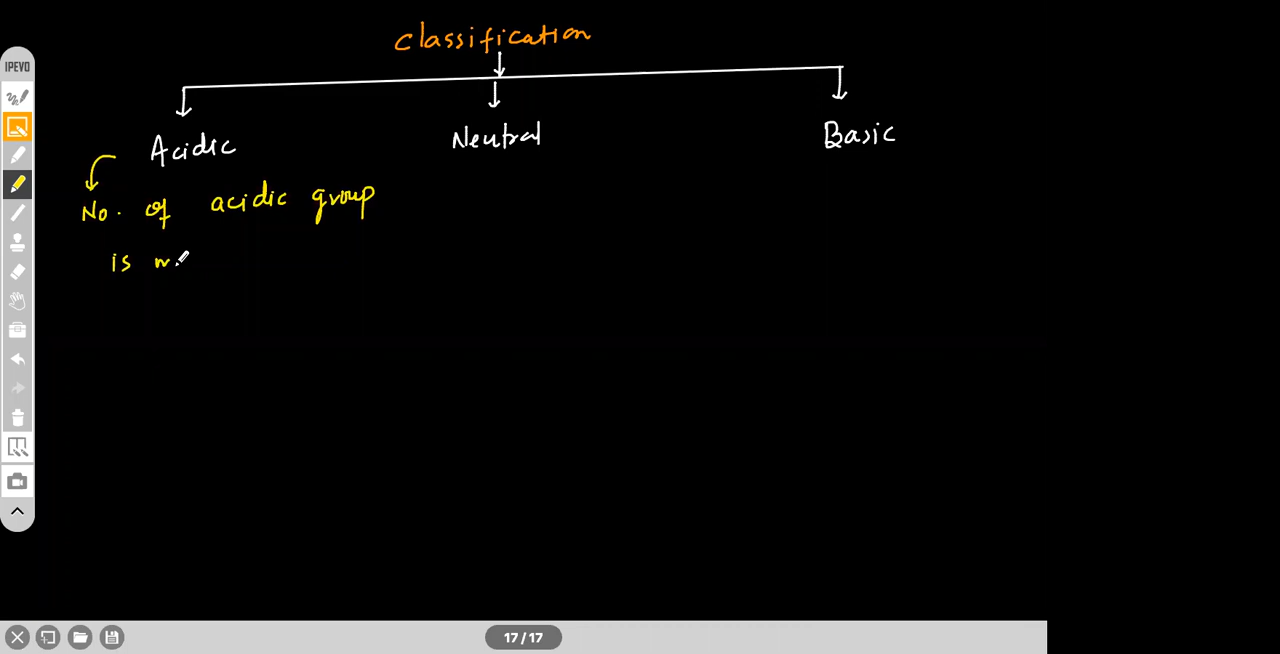 classification
IPEVO
Acidic Neutral Basic
No. of acidic group
is m
17/17